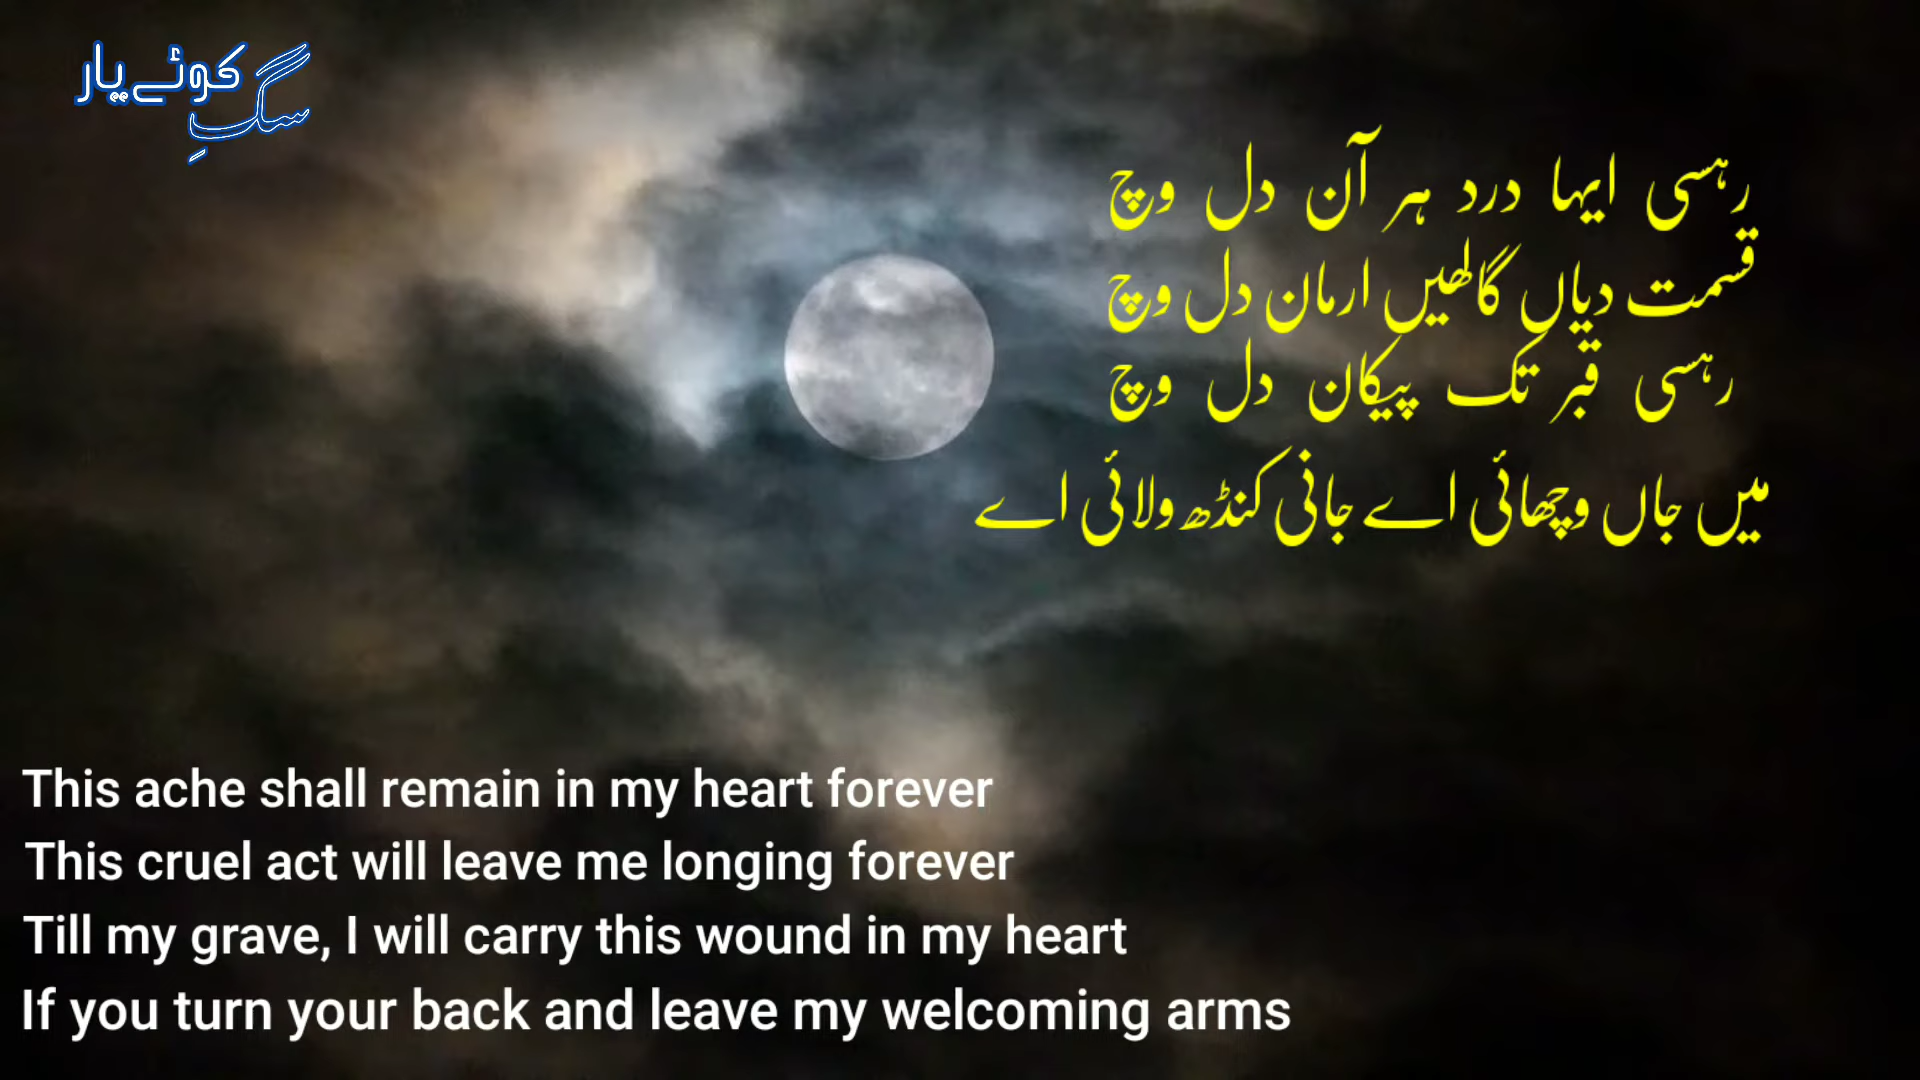 سگِ کوئے یار
رہسی ایہا درد ہر آن دل وچ
قسمت دیاں گالھیں ارمان دل وچ
رہسی قبر تک پیکان دل وچ
میں جاں وچھائی اے جانی کنڈھ ولائی اے
This ache shall remain in my heart forever
This cruel act will leave me longing forever
Till my grave, I will carry this wound in my heart
If you turn your back and leave my welcoming arms